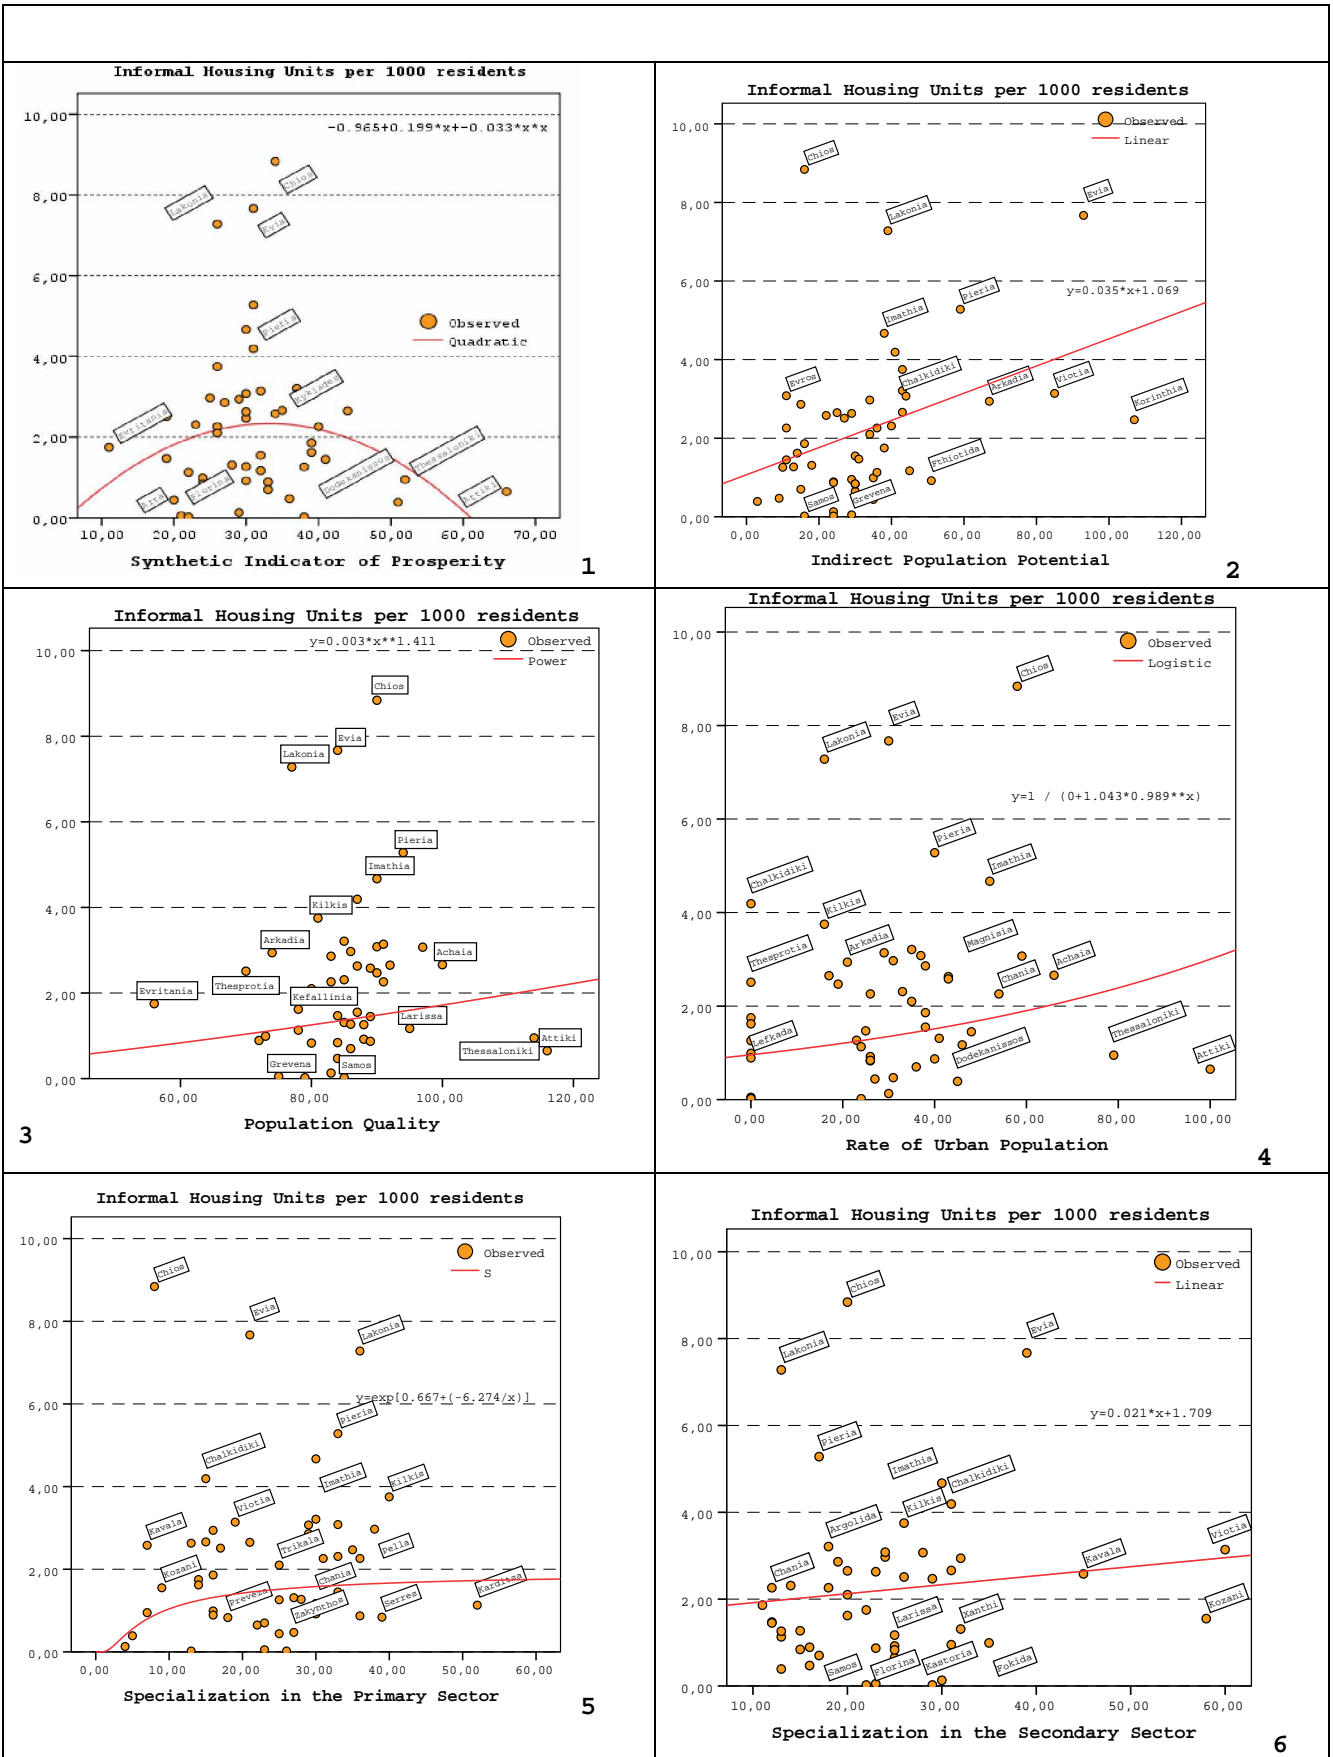 Informal Housing Units per 1000 residents
10,00
-0.965+0.199*x+-0.033*x*x
Chios
8,00
Lakonia
Evia
6,00
Pieria
Observed
Quadratic
4,00
Kyklades
Evritania
2,00
Thessaloniki
Dodekanissos
Arta
Florina
Attiki
0,00
10,00 20,00 30,00 40,00 50,00 60,00 70,00
Synthetic Indicator of Prosperity
1
Informal Housing Units per 1000 residents
10,00
Observed
Linear
Chios
8,00
Evia
Lakonia
6,00
Pieria
y=0.035*x+1.069
Imathia
4,00
Evros
Chalkidiki
Arkadia
Viotia
Korinthia
2,00
Fthiotida
Samos
Grevena
0,00
0,00 20,00 40,00 60,00 80,00 100,00 120,00
Indirect Population Potential
2
Informal Housing Units per 1000 residents
y=0.003*x**1.411
Observed
Power
10,00
Chios
8,00
Evia
Lakonia
6,00
Pieria
Imathia
4,00
Kilkis
Arkadia
Achaia
Thesprotia
2,00
Evritania
Kefallinia
Larissa
Attiki
Thessaloniki
Grevena
Samos
0,00
60,00 80,00 100,00 120,00
Population Quality
3
Informal Housing Units per 1000 residents
10,00
Observed
Logistic
Chios
8,00
Evia
Lakonia
y=1 / (0+1.043*0.989**x)
6,00
Pieria
Imathia
Chalkidiki
4,00
Kilkis
Magnisia
Thesprotia
Arkadia
Achaia
Chania
2,00
Lefkada
Dodekanissos
Thessaloniki
Attiki
0,00
0,00 20,00 40,00 60,00 80,00 100,00
Rate of Urban Population
4
Informal Housing Units per 1000 residents
10,00
Observed
S
Chios
8,00
Evia
Lakonia
y=exp[0.667+(-6.274/x)]
6,00
Pieria
Chalkidiki
Imathia
Kilkis
4,00
Viotia
Kavala
Trikala
Pella
2,00
Kozani
Chania
Karditsa
Preveza
Zakynthos
Serres
0,00
0,00 10,00 20,00 30,00 40,00 50,00 60,00
Specialization in the Primary Sector
5
Informal Housing Units per 1000 residents
10,00
Observed
Linear
Chios
8,00
Evia
Lakonia
y=0.021*x+1.709
6,00
Pieria
Imathia
Chalkidiki
4,00
Kilkis
Argolida
Viotia
Kavala
Chania
2,00
Larissa
Xanthi
Kozani
Samos
Florina
Kastoria
Fokida
0,00
10,00 20,00 30,00 40,00 50,00 60,00
Specialization in the Secondary Sector
6